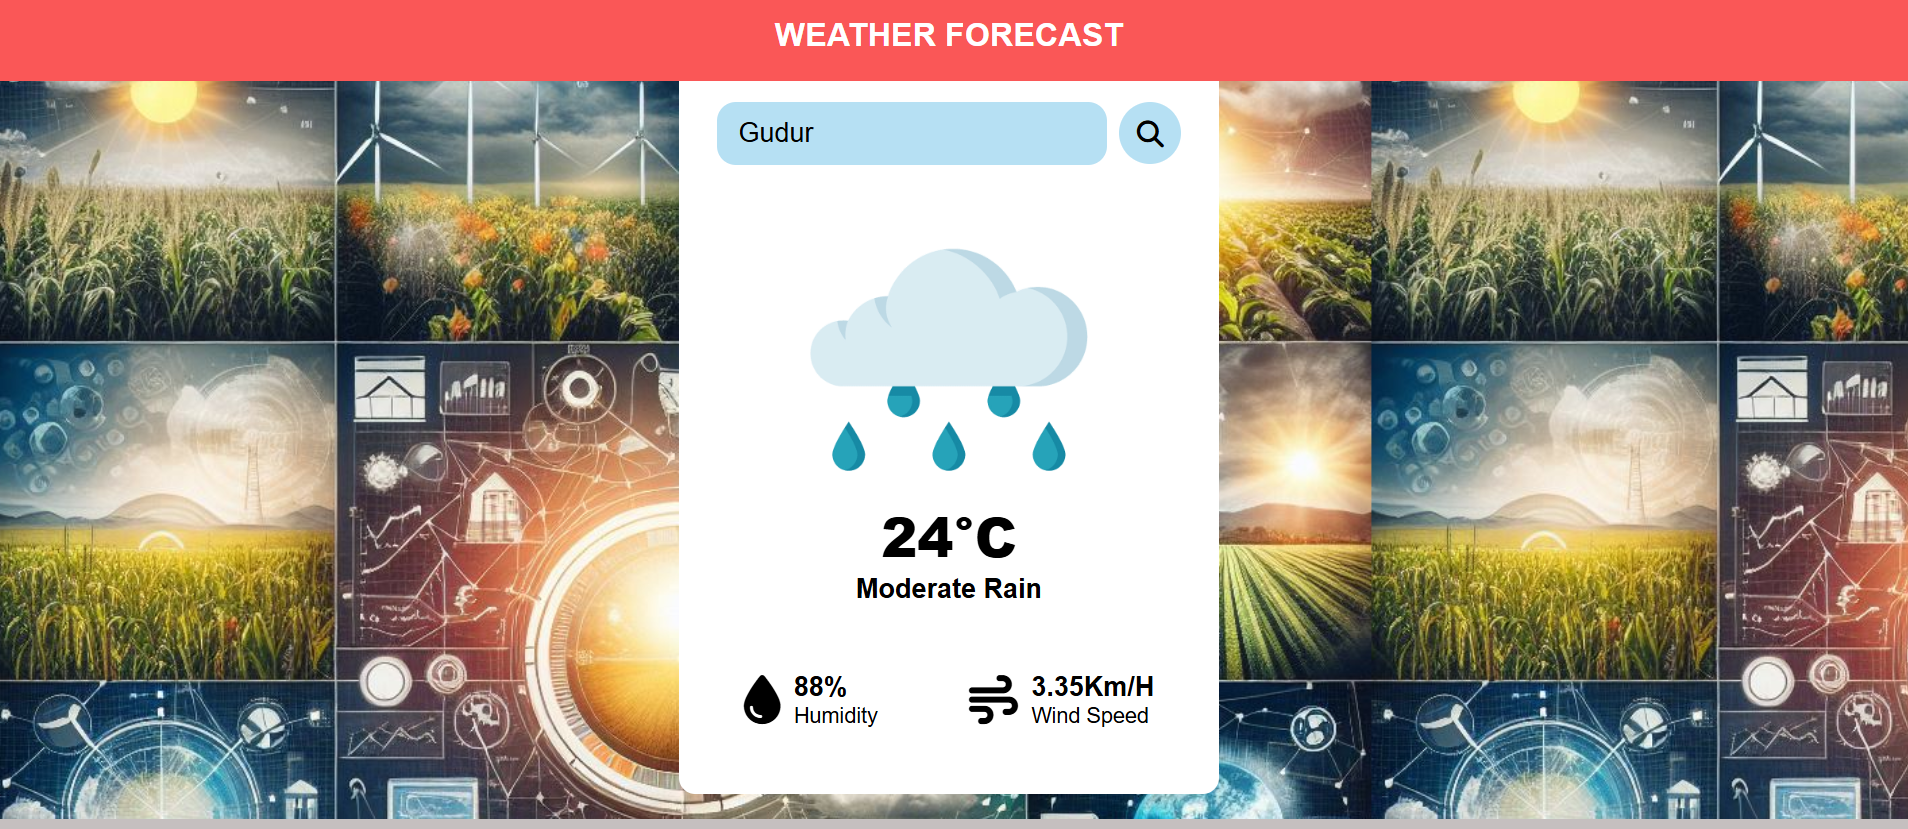 WEATHER FORECAST
Gudur
24°C
Moderate Rain
88%
Humidity
3.35Km/H
Wind Speed